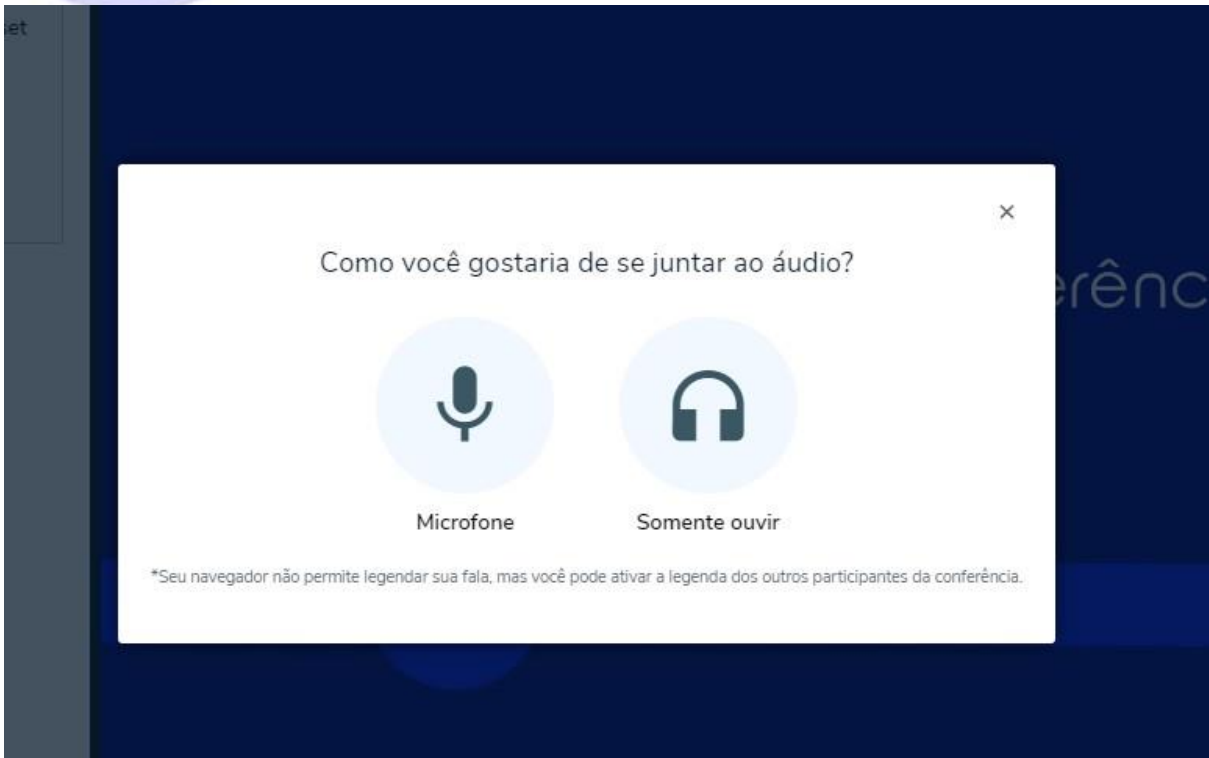 Como você gostaria de se juntar ao áudio?
Microfone
Somente ouvir
*Seu navegador não permite legendar sua fala, mas você pode ativar a legenda dos outros participantes da conferência.